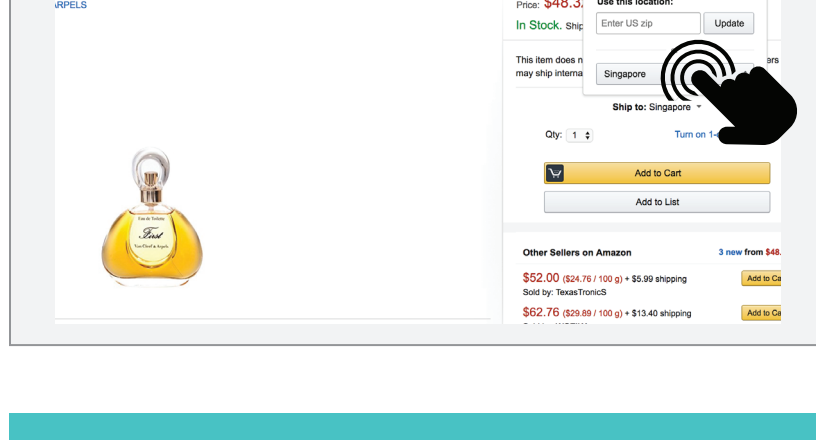 ARPELS
Price: $48.3
Use this location:
In Stock. Ship
Enter US zip
Update
This item does n
may ship interna
Singapore
Ship to: Singapore
Qty: 1
Turn on 1-
Add to Cart
Add to List
Eau de Toilette
First
Van Cleef & Arpels
Other Sellers on Amazon
3 new from $48.
$52.00 ($24.76 / 100 g) + $5.99 shipping
Add to Ca
Sold by: TexasTronicS
$62.76 ($29.89 / 100 g) + $13.40 shipping
Add to Ca